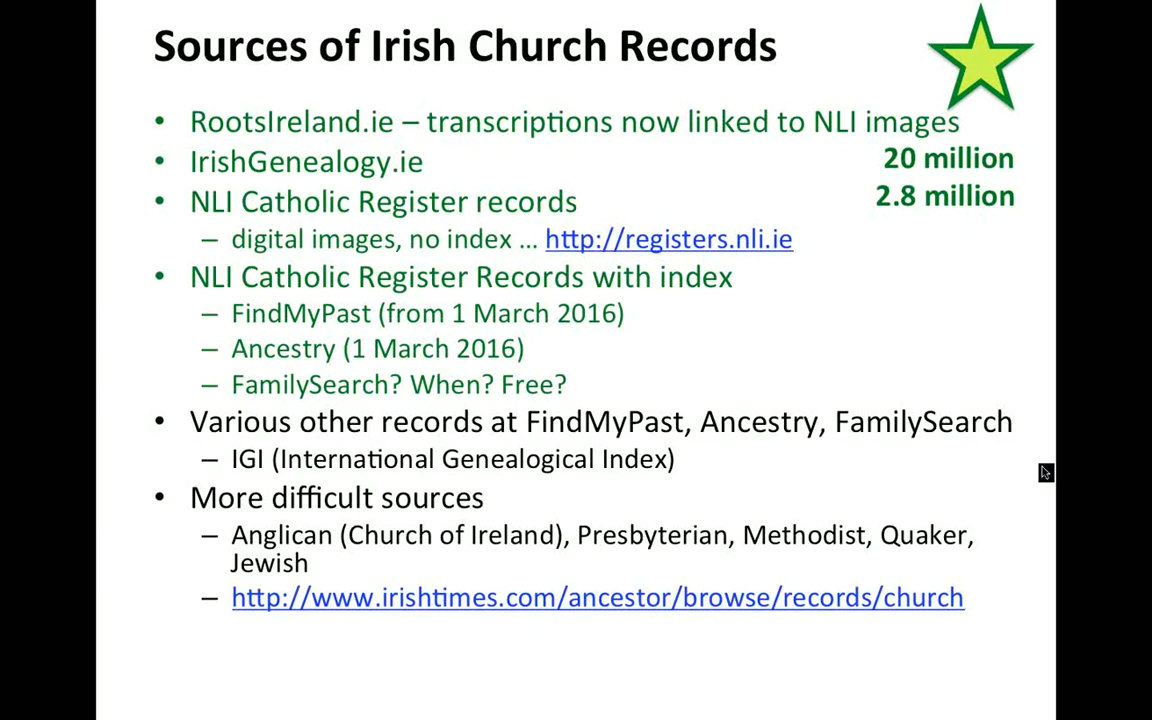 Sources of Irish Church Records
• RootsIreland.ie – transcriptions now linked to NLI images
20 million
• IrishGenealogy.ie
2.8 million
• NLI Catholic Register records
– digital images, no index ... http://registers.nli.ie
• NLI Catholic Register Records with index
– FindMyPast (from 1 March 2016)
– Ancestry (1 March 2016)
– FamilySearch? When? Free?
• Various other records at FindMyPast, Ancestry, FamilySearch
– IGI (International Genealogical Index)
• More difficult sources
– Anglican (Church of Ireland), Presbyterian, Methodist, Quaker,
Jewish
– http://www.irishtimes.com/ancestor/browse/records/church